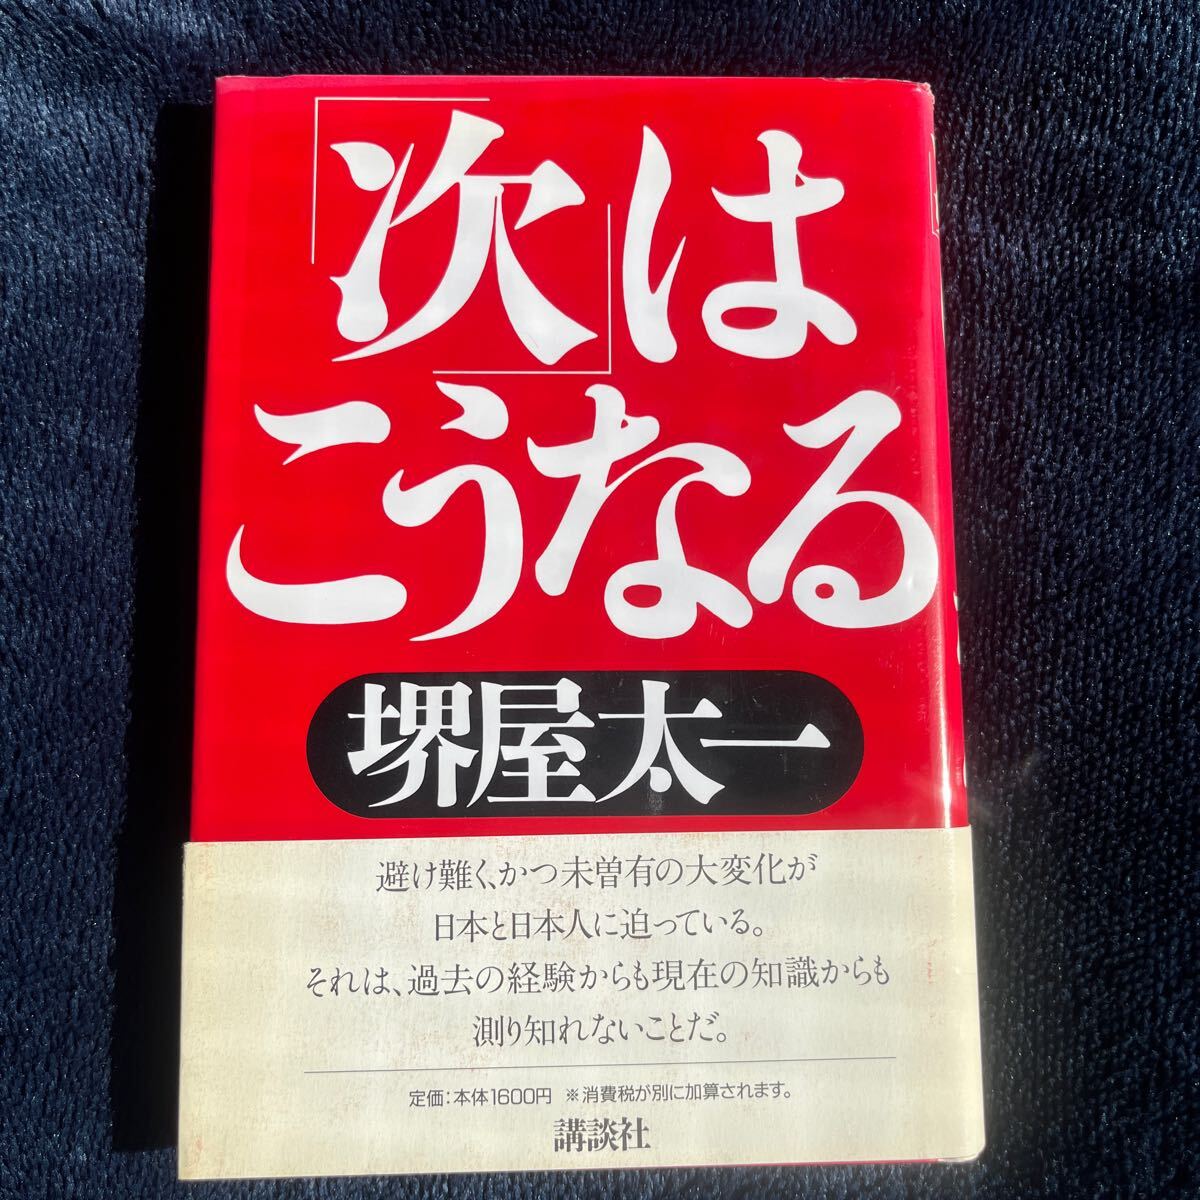 「次」は
こうなる
堺屋太一
避け難く、かつ未曽有の大変化が
日本と日本人に迫っている。
それは、過去の経験からも現在の知識からも
測り知れないことだ。
定価:本体1600円 ※消費税が別に加算されます。
講談社